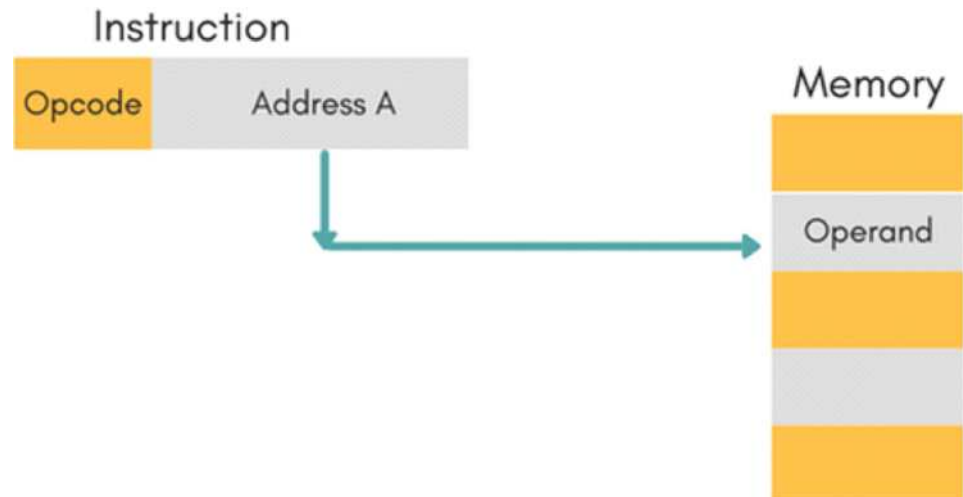 Instruction
Opcode
Address A
Memory
Operand